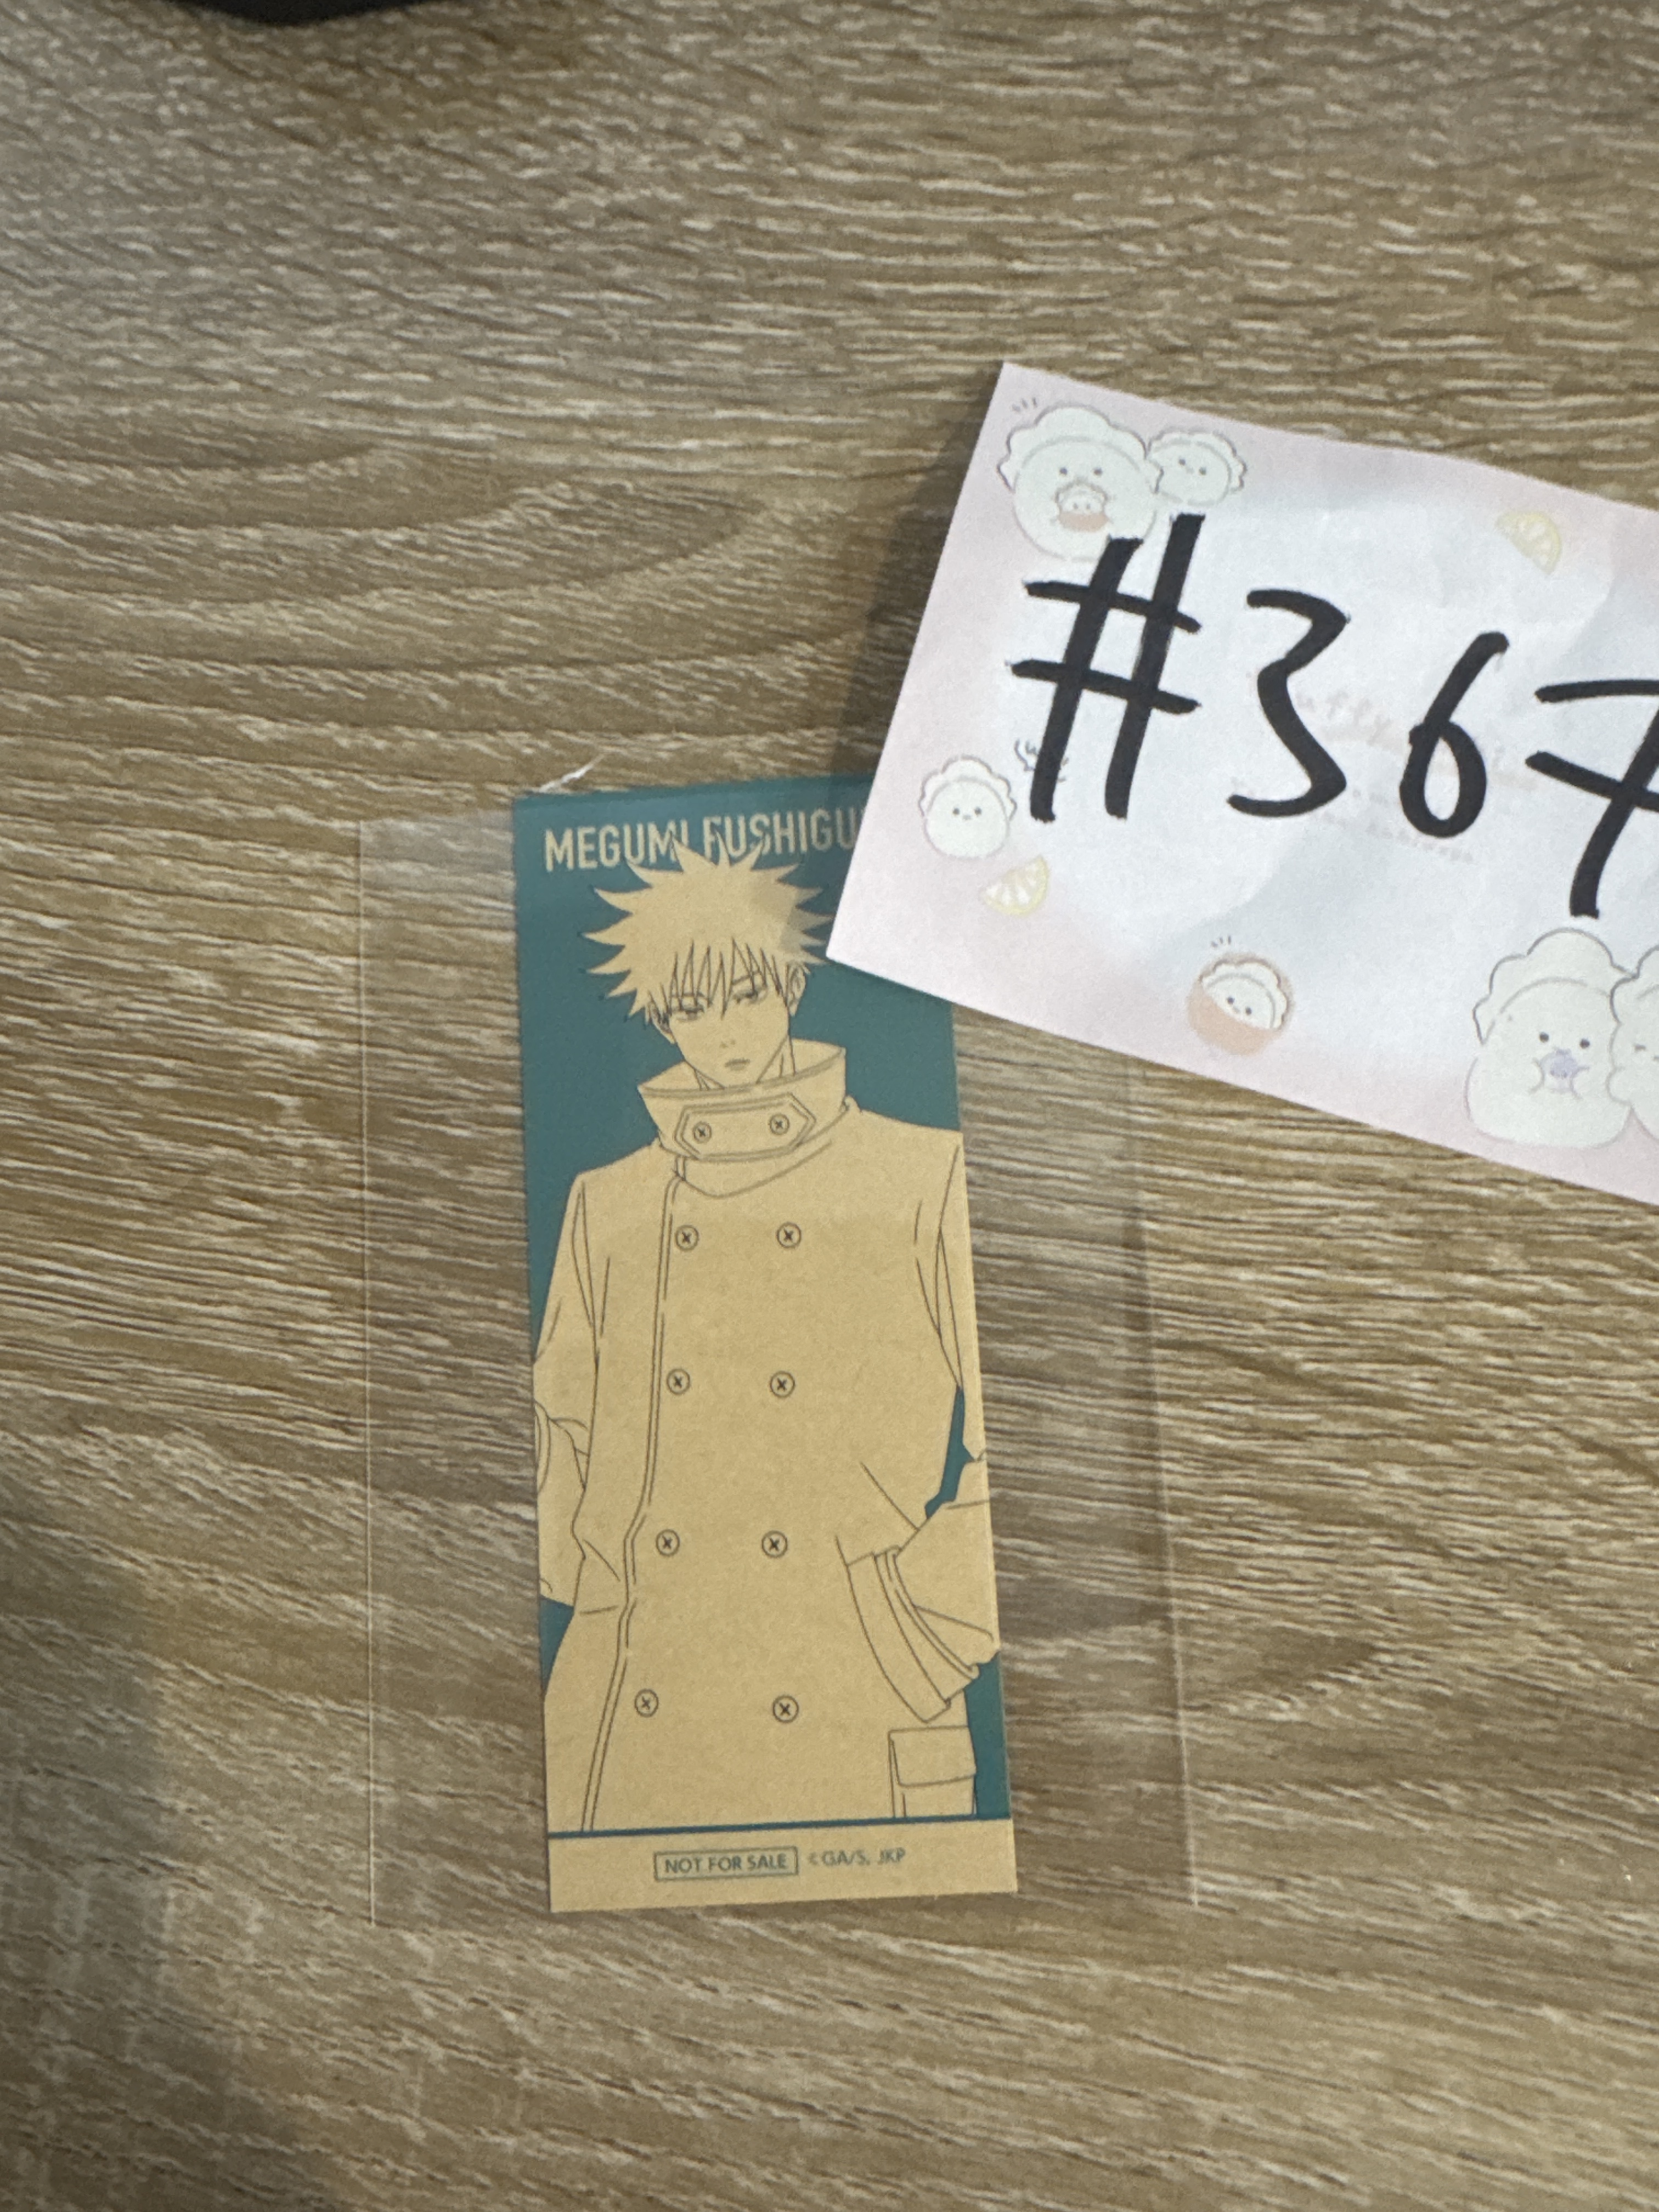 #367
MEGUMI FUSHIGU
NOT FOR SALE ©GA/S, JKP